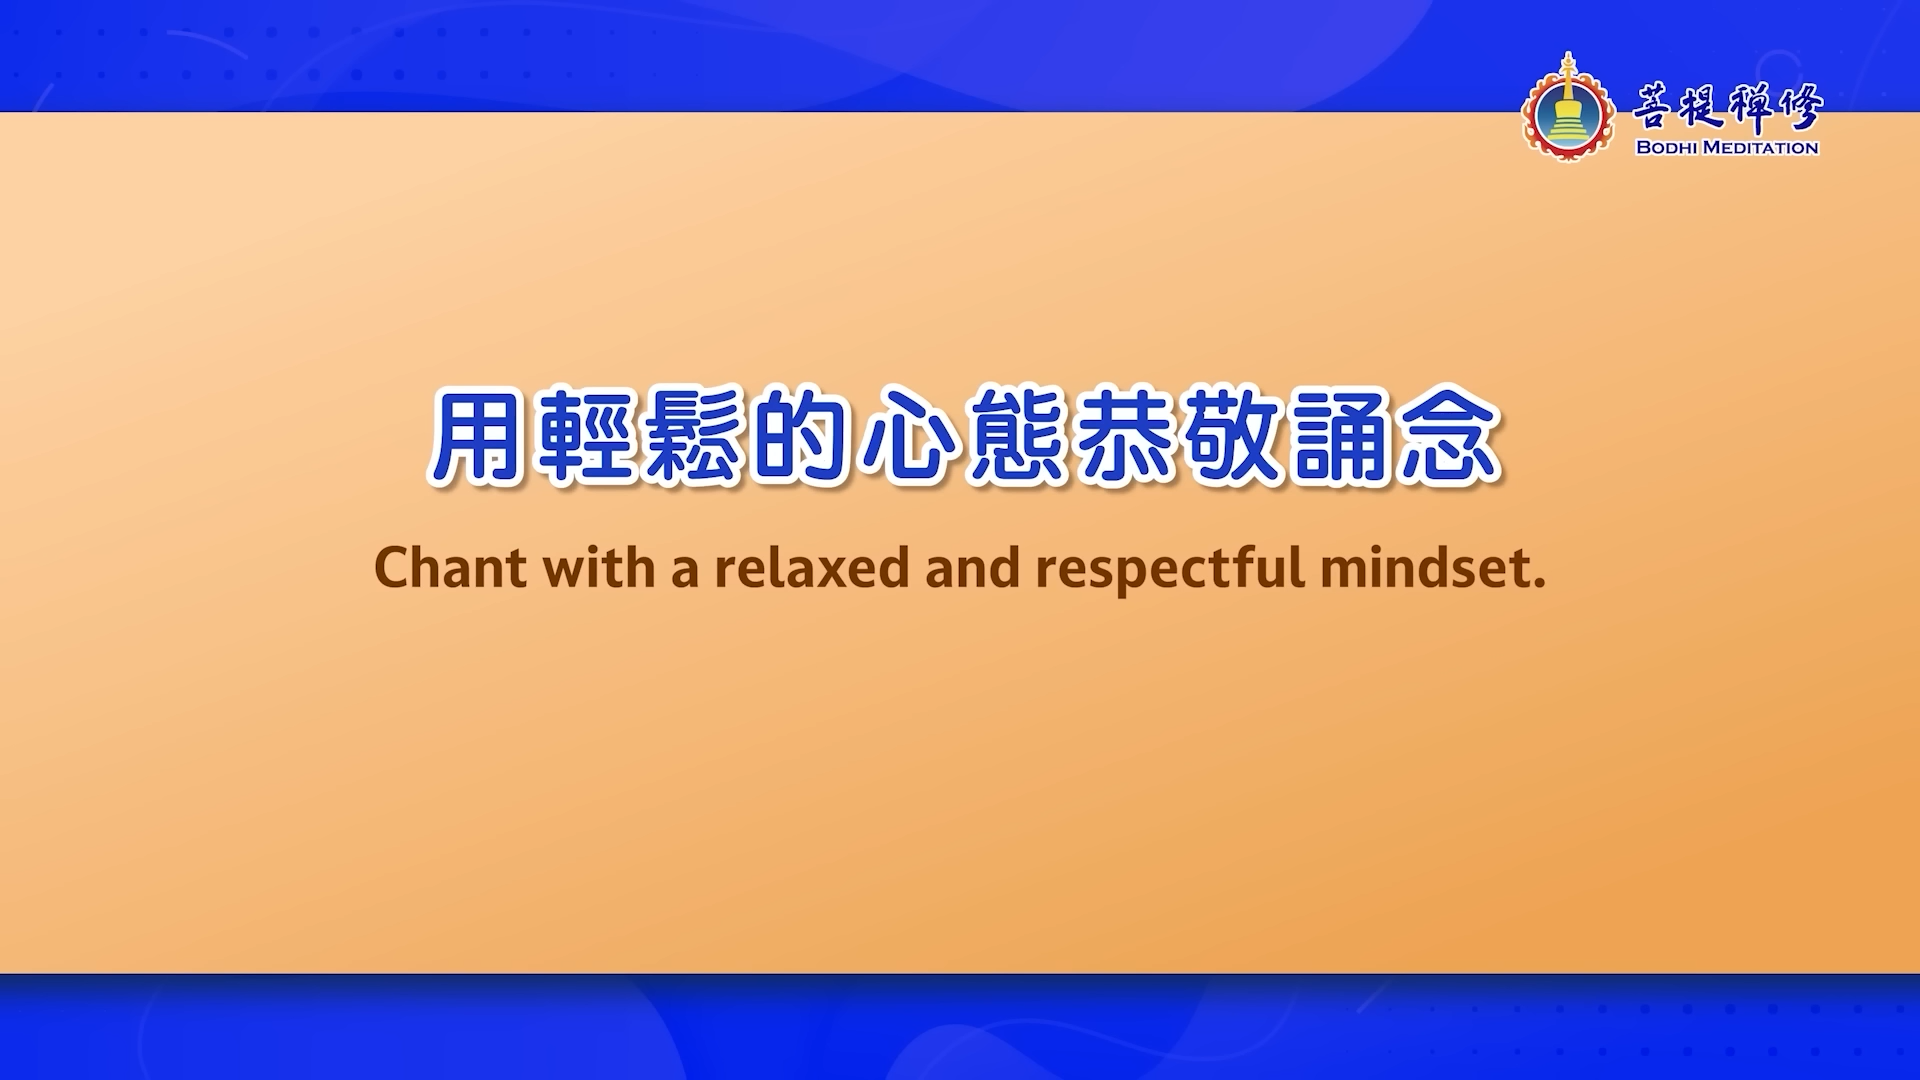 菩提禪修
BODHI MEDITATION
用輕鬆的心態恭敬誦念
Chant with a relaxed and respectful mindset.